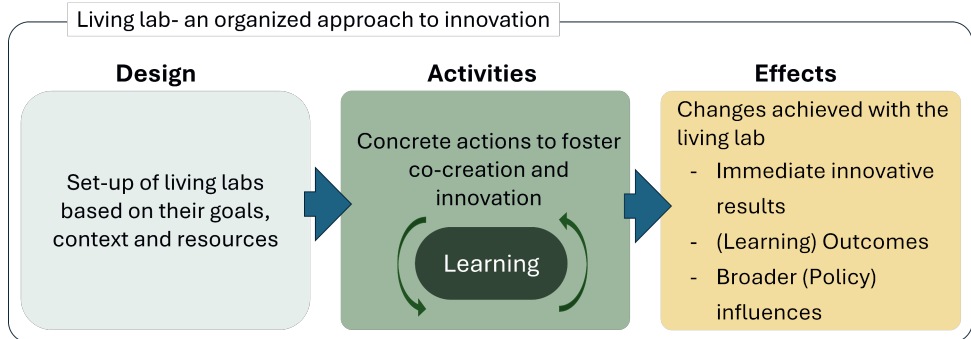 Living lab- an organized approach to innovation
Design
Set-up of living labs
based on their goals,
context and resources
Activities
Concrete actions to foster
co-creation and
innovation
Learning
Effects
Changes achieved with the
living lab
- Immediate innovative
results
- (Learning) Outcomes
- Broader (Policy)
influences